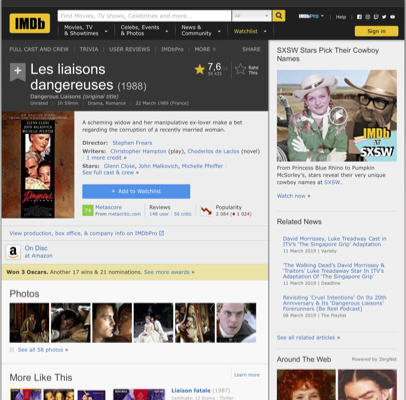 IMDb
Find Movies, TV shows, Celebrities and more...
All
IMDbPro
Help
Movies, TV
& Showtimes
Celebs, Events
& Photos
News &
Community
Watchlist
Sign in
FULL CAST AND CREW | TRIVIA | USER REVIEWS | IMDbPro | MORE
SHARE
Les liaisons
dangereuses (1988)
Dangerous Liaisons (original title)
Unrated | 1h 59min | Drama, Romance | 22 March 1989 (France)
7,6
Rate
This
A scheming widow and her manipulative ex-lover make a bet
regarding the corruption of a recently married woman.
Director: Stephen Frears
Writers: Christopher Hampton (play), Choderlos de Laclos (novel)
| 1 more credit »
Stars: Glenn Close, John Malkovich, Michelle Pfeiffer |
See full cast & crew »
+ Add to Watchlist
Metascore
From metacritic.com
Reviews
148 user | 56 critic
Popularity
2 084
View production, box office, & company info on IMDbPro
On Disc
at Amazon
Won 3 Oscars. Another 17 wins & 21 nominations. See more awards »
Photos
See all 58 photos »
More Like This
Learn more
Liaison fatale (1987)
SXSW Stars Pick Their Cowboy
Names
IMDb
AT
SXSW
From Princess Blue Rhino to Pumpkin
McSorley's, stars reveal their very
unique cowboy names at SXSW.
Watch now »
Related News
David Morrissey, Luke Treadaway Cast in
ITV's 'The Singapore Grip' Adaptation
11 March 2019 | Variety
'The Walking Dead's David Morrissey &
'Traitors' Luke Treadaway Star In ITV's
Adaptation Of 'The Singapore Grip'
11 March 2019 | Deadline
Revisiting 'Cruel Intentions' On Its 20th
Anniversary & Its 'Dangerous Liaisons'
Forerunners [Be Reel Podcast]
08 March 2019 | The Playlist
See all related articles »
Around The Web
Powered by ZergNet